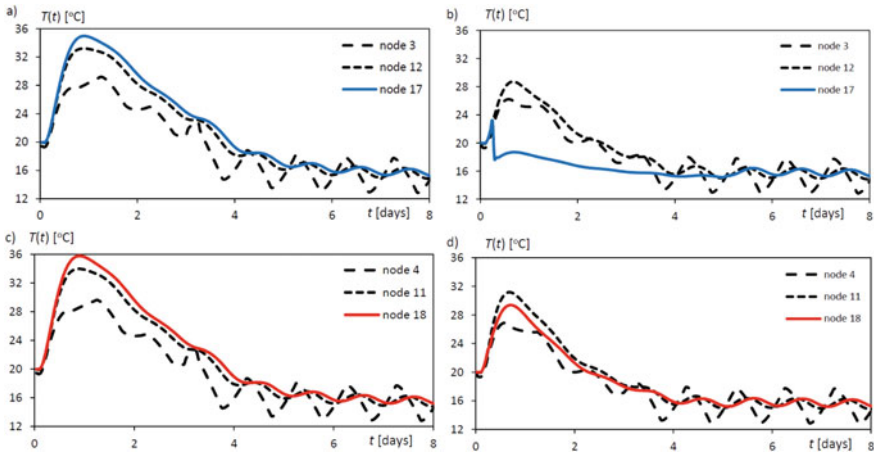 a) T(t) [°C] b) T(t) [°C]
36 36
32 node 3 32 node 3
28 node 12 28 node 12
24 node 17 24 node 17
20 20
16 16
12 12
0 2 4 6 8 0 2 4 6 8
t [days] t [days]
c) T(t) [°C] d) T(t) [°C]
36 36
32 node 4 32 node 4
28 node 11 28 node 11
24 node 18 24 node 18
20 20
16 16
12 12
0 2 4 6 8 0 2 4 6 8
t [days] t [days]